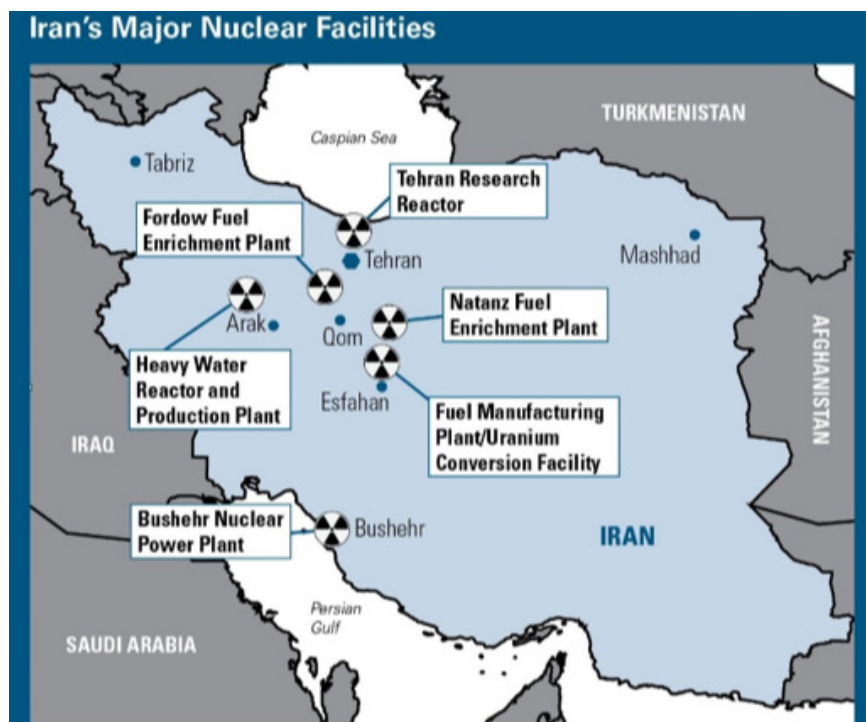 Iran's Major Nuclear Facilities
TURKMENISTAN
Caspian Sea
Tabriz
Tehran Research
Reactor
Fordow Fuel
Enrichment Plant
Mashhad
Tehran
Natanz Fuel
Enrichment Plant
Arak
Qom
AFGHANISTAN
Heavy Water
Reactor and
Production Plant
Esfahan
Fuel Manufacturing
Plant/Uranium
Conversion Facility
IRAQ
Bushehr Nuclear
Power Plant
Bushehr
IRAN
Persian
Gulf
SAUDI ARABIA